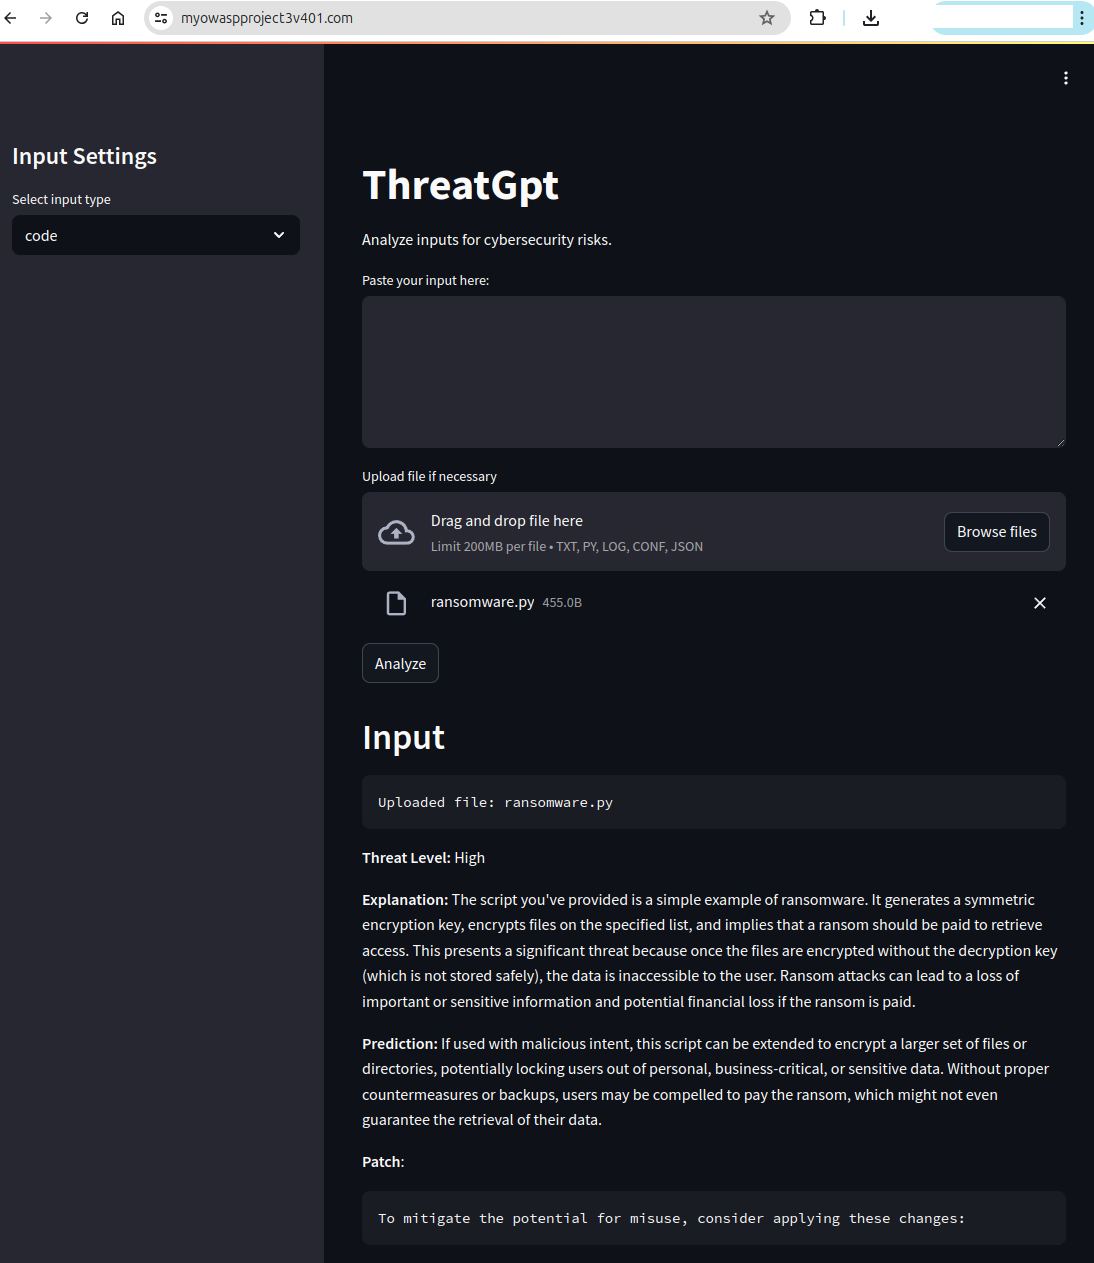 myowaspproject3v401.com
Input Settings
Select input type
code
ThreatGpt
Analyze inputs for cybersecurity risks.
Paste your input here:
Upload file if necessary
Drag and drop file here
Limit 200MB per file • TXT, PY, LOG, CONF, JSON
Browse files
ransomware.py 455.0B
Analyze
Input
Uploaded file: ransomware.py
Threat Level: High
Explanation: The script you've provided is a simple example of ransomware. It generates a symmetric
encryption key, encrypts files on the specified list, and implies that a ransom should be paid to retrieve
access. This presents a significant threat because once the files are encrypted without the decryption key
(which is not stored safely), the data is inaccessible to the user. Ransom attacks can lead to a loss of
important or sensitive information and potential financial loss if the ransom is paid.
Prediction: If used with malicious intent, this script can be extended to encrypt a larger set of files or
directories, potentially locking users out of personal, business-critical, or sensitive data. Without proper
countermeasures or backups, users may be compelled to pay the ransom, which might not even
guarantee the retrieval of their data.
Patch:
To mitigate the potential for misuse, consider applying these changes: